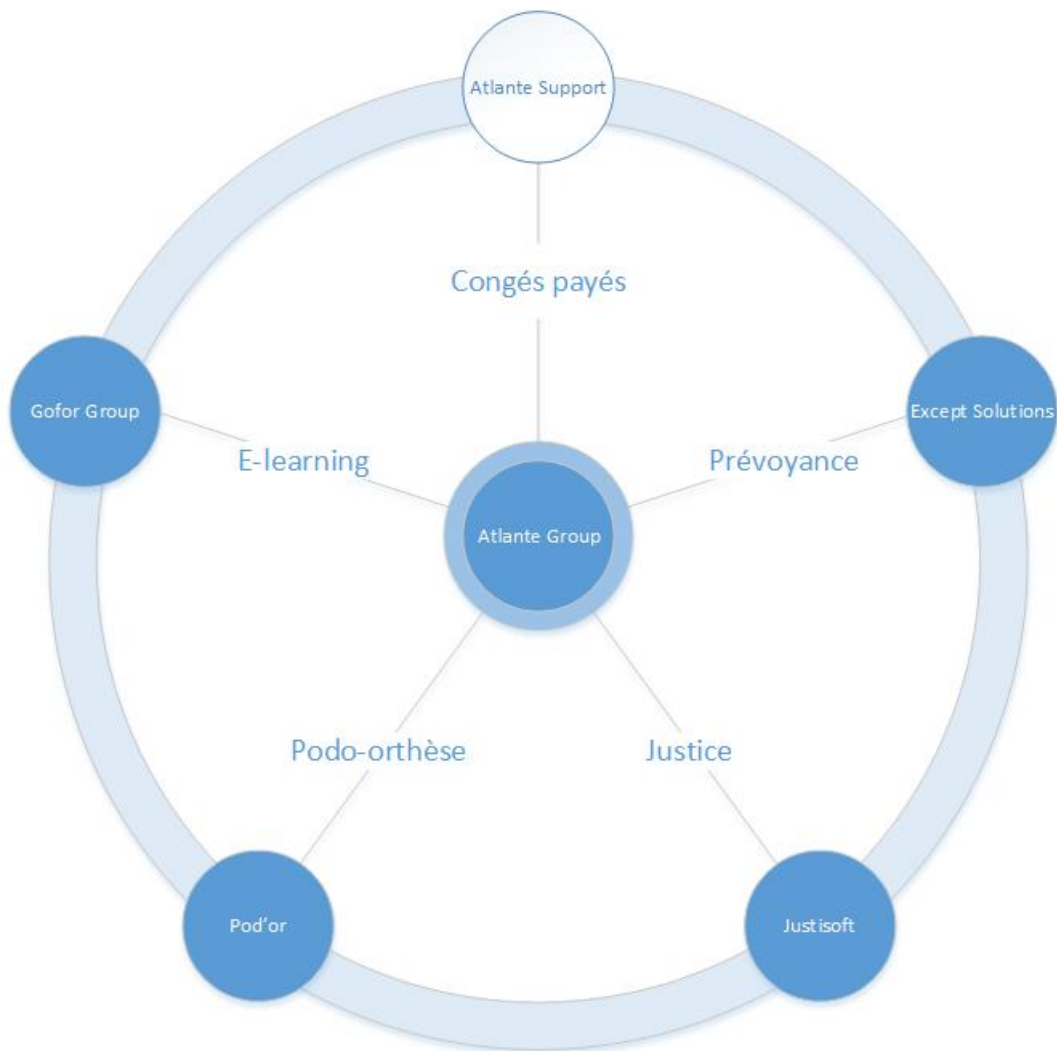 Atlante Support
Congés payés
Gofor Group
Except Solutions
E-learning
Prévoyance
Atlante Group
Podo-orthèse
Justice
Pod’or
Justisoft